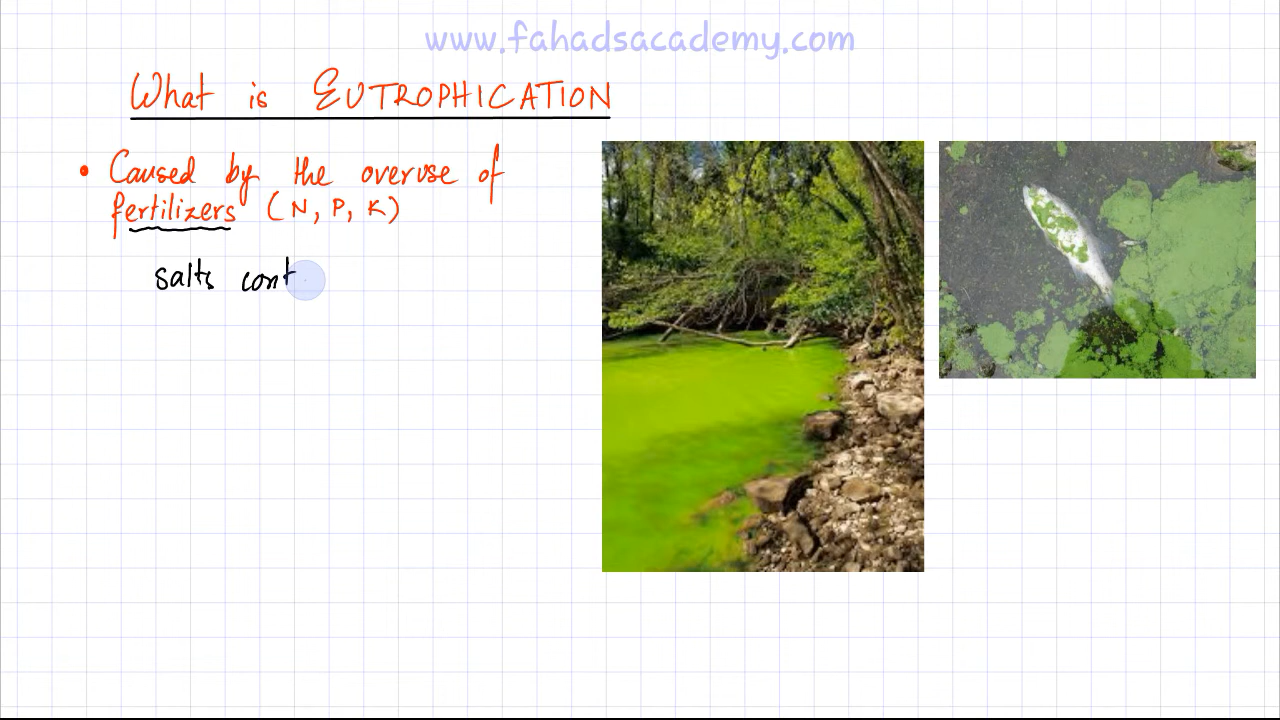 www.fahadsacademy.com
What is EUTROPHICATION
• Caused by the overuse of
fertilizers (N, P, K)
salts cont